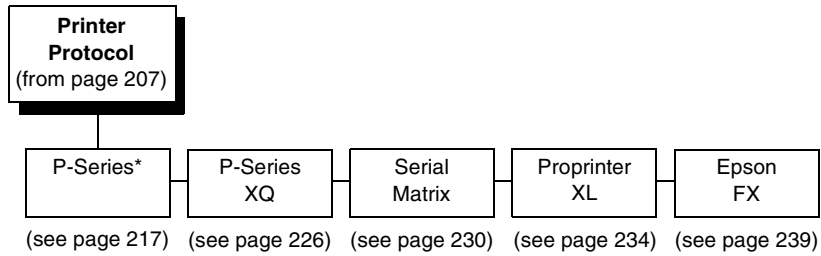 Printer
Protocol
(from page 207)
P-Series*
P-Series
XQ
Serial
Matrix
Proprinter
XL
Epson
FX
(see page 217)
(see page 226)
(see page 230)
(see page 234)
(see page 239)